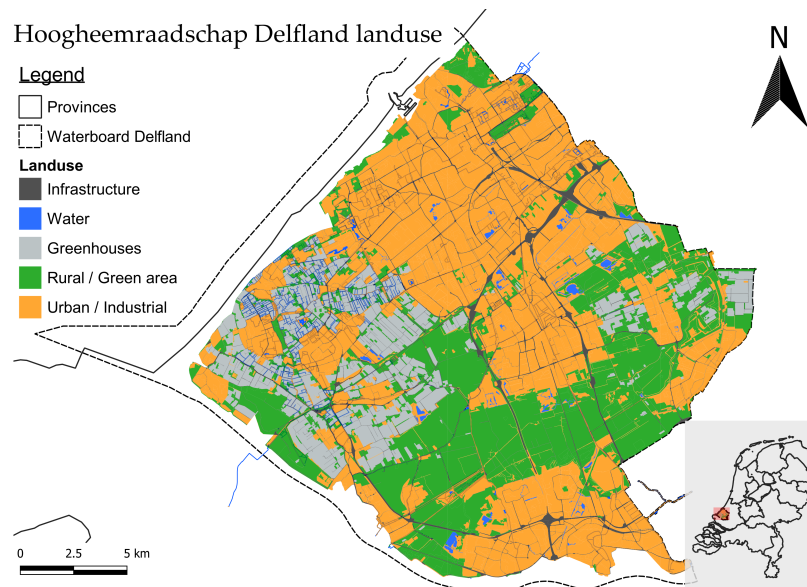 Hoogheemraadschap Delfland landuse
N
Legend
Provinces
Waterboard Delfland
Landuse
Infrastructure
Water
Greenhouses
Rural / Green area
Urban / Industrial
0 2.5 5 km